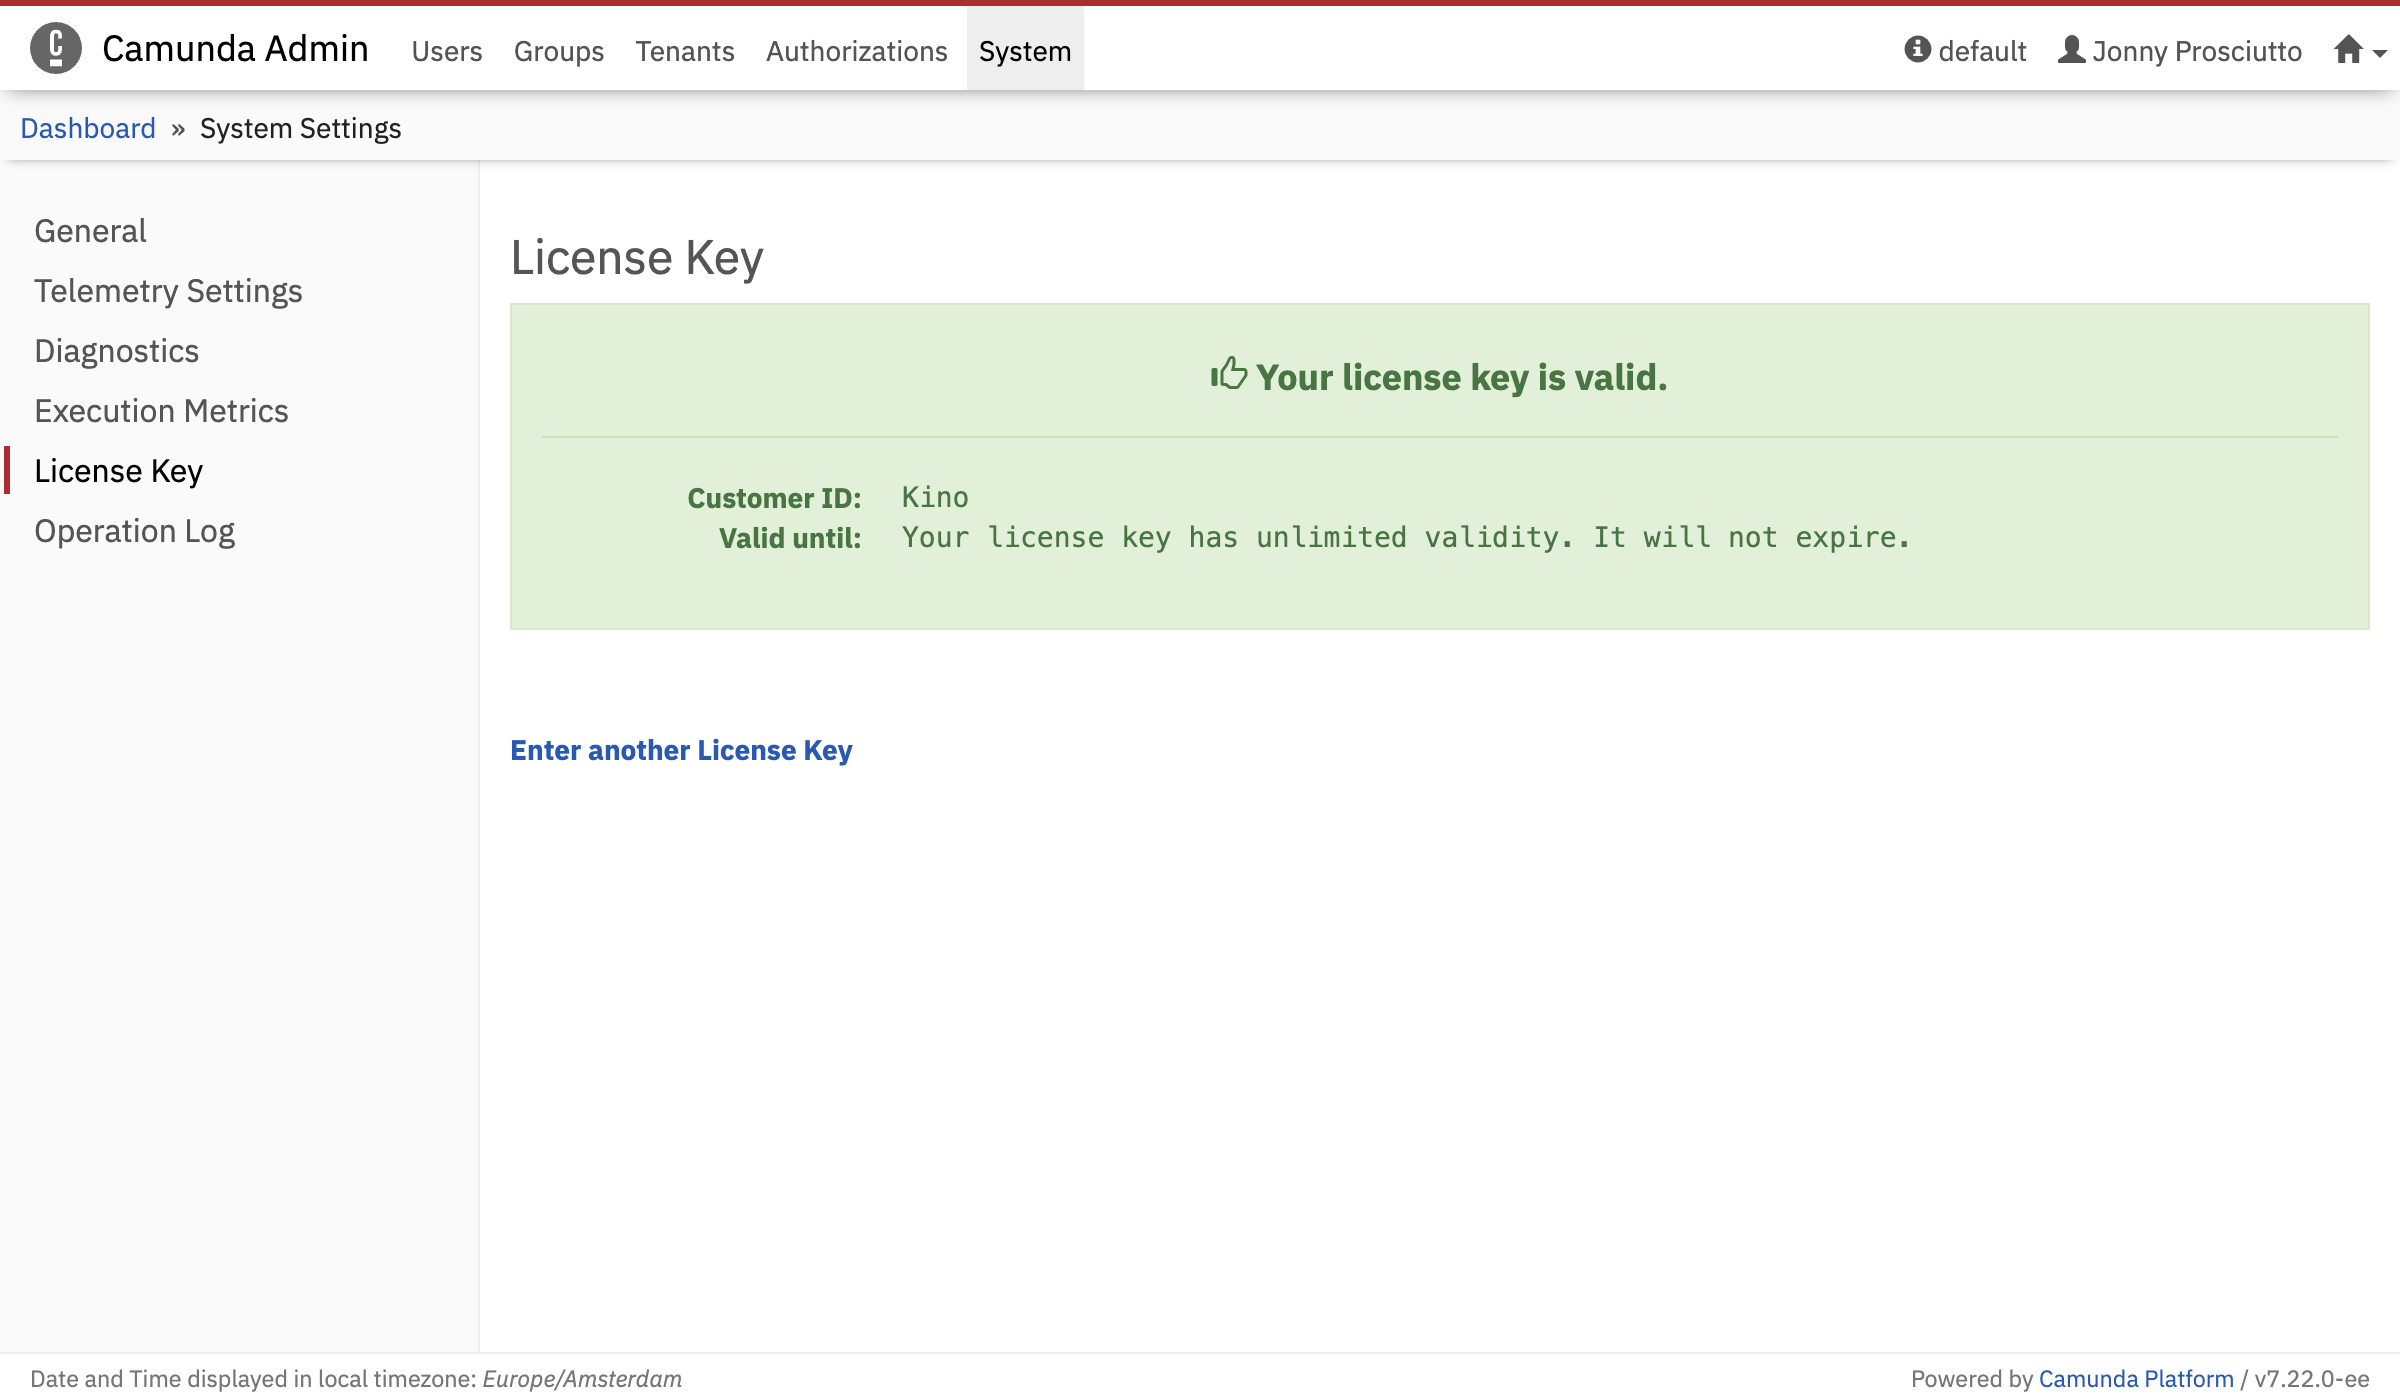 Camunda Admin Users Groups Tenants Authorizations System default Jonny Prosciutto
Dashboard » System Settings
General
Telemetry Settings
Diagnostics
Execution Metrics
License Key
Operation Log
License Key
Your license key is valid.
Customer ID: Kino
Valid until: Your license key has unlimited validity. It will not expire.
Enter another License Key
Date and Time displayed in local timezone: Europe/Amsterdam
Powered by Camunda Platform / v7.22.0-ee